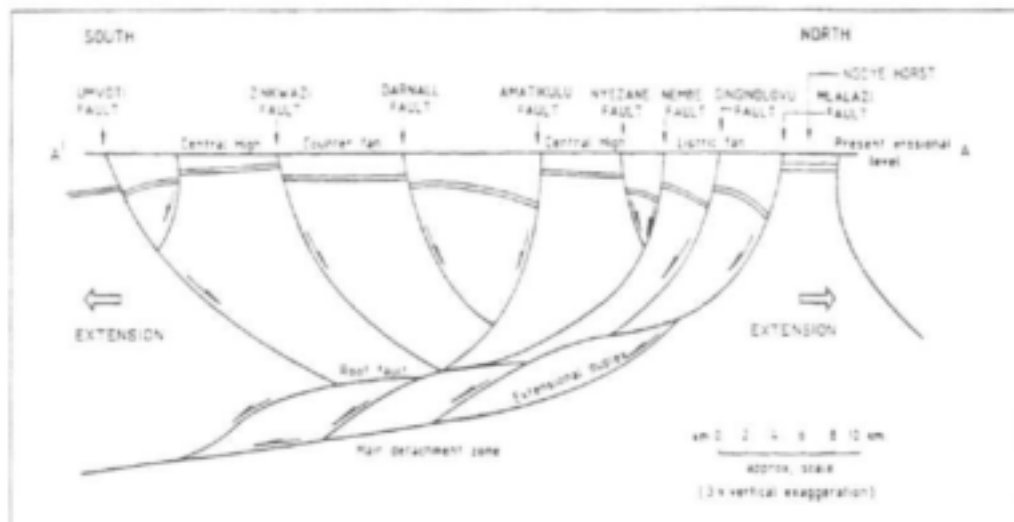 SOUTH
NORTH
NGOYE HORST
UMVOTI FAULT
ZINKWAZI FAULT
DARNALL FAULT
AMATIKULU FAULT
NYEZANE FAULT
NEMBE FAULT
GINGINDLOVU FAULT
MLALAZI FAULT
A'
Central High
Counter fan
Central High
Listric fan
Present erosional level
A
EXTENSION
EXTENSION
Roof fault
Extensional duplex
Main detachment zone
km 0 2 4 6 8 10 km
approx. scale
(3 x vertical exaggeration)